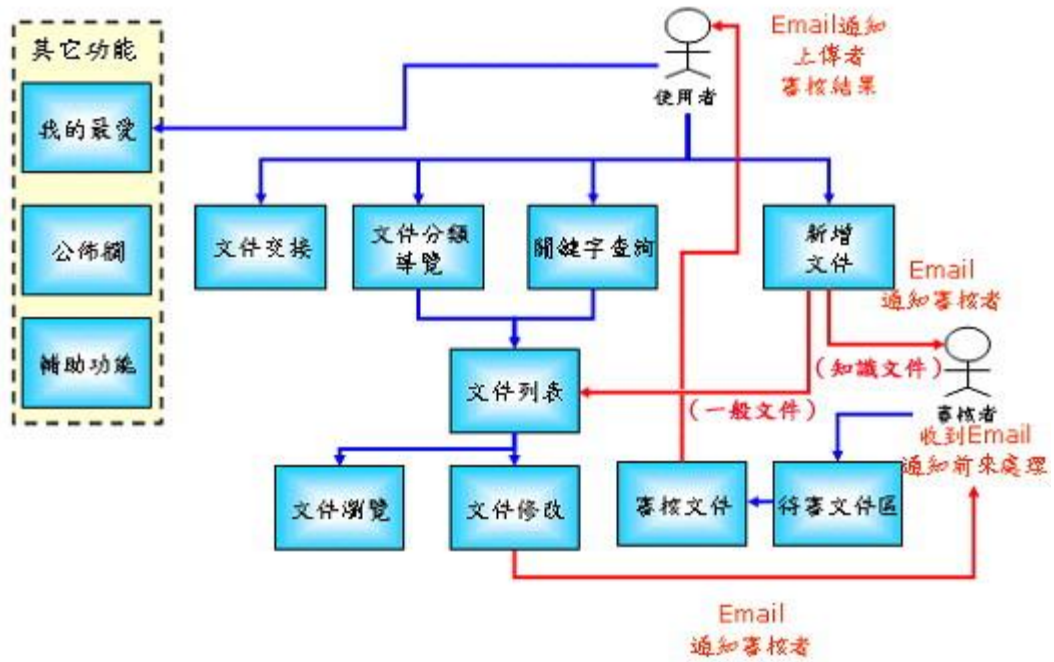 其它功能
我的最愛
公佈欄
輔助功能
使用者
Email通知
上傳者
審核結果
文件交接
文件分類
導覽
關鍵字查詢
新增
文件
Email
通知審核者
(知識文件)
(一般文件)
文件列表
審核者
收到Email
通知前來處理
文件瀏覽
文件修改
審核文件
待審文件區
Email
通知審核者